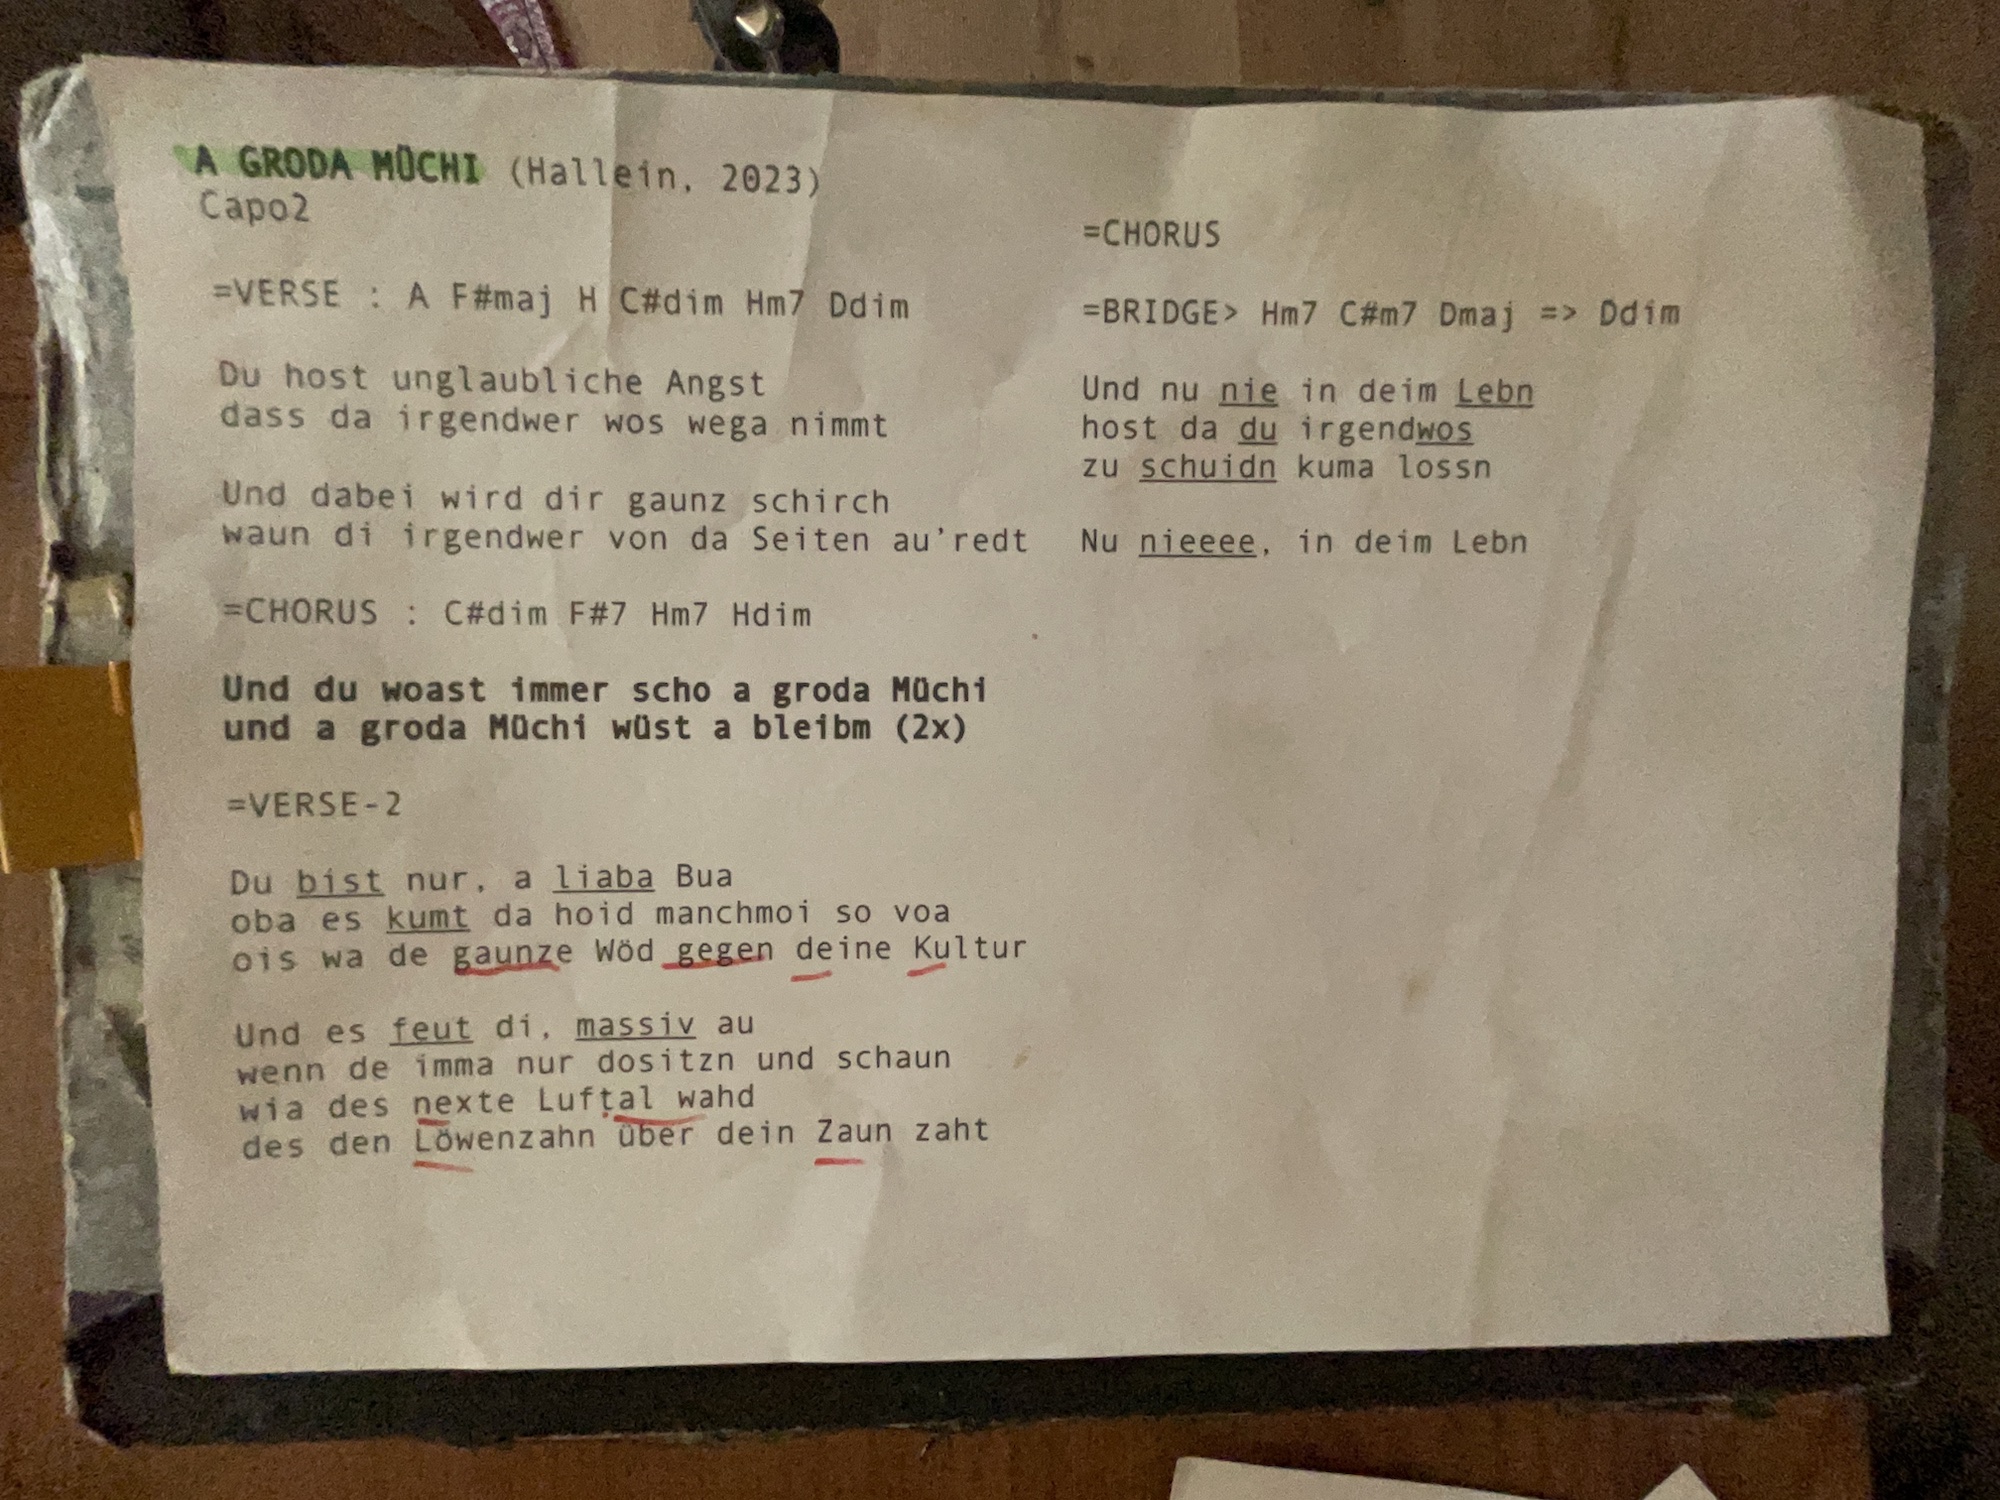 A GRODA MÜCHI (Hallein, 2023)
Capo2
=VERSE : A F#maj H C#dim Hm7 Ddim
Du host unglaubliche Angst
dass da irgendwer wos wega nimmt
Und dabei wird dir gaunz schirch
waun di irgendwer von da Seiten au'redt
=CHORUS : C#dim F#7 Hm7 Hdim
Und du woast immer scho a groda Müchi
und a groda Müchi wüst a bleibm (2x)
=VERSE-2
Du bist nur, a liaba Bua
oba es kumt da hoid manchmoi so voa
ois wa de gaunze Wöd gegen deine Kultur
Und es feut di, massiv au
wenn de imma nur dositzn und schaun
wia des nexte Luftal wahd
des den Löwenzahn über dein Zaun zaht
=CHORUS
=BRIDGE> Hm7 C#m7 Dmaj => Ddim
Und nu nie in deim Lebn
host da du irgendwos
zu schuidn kuma lossn
Nu nieeee, in deim Lebn